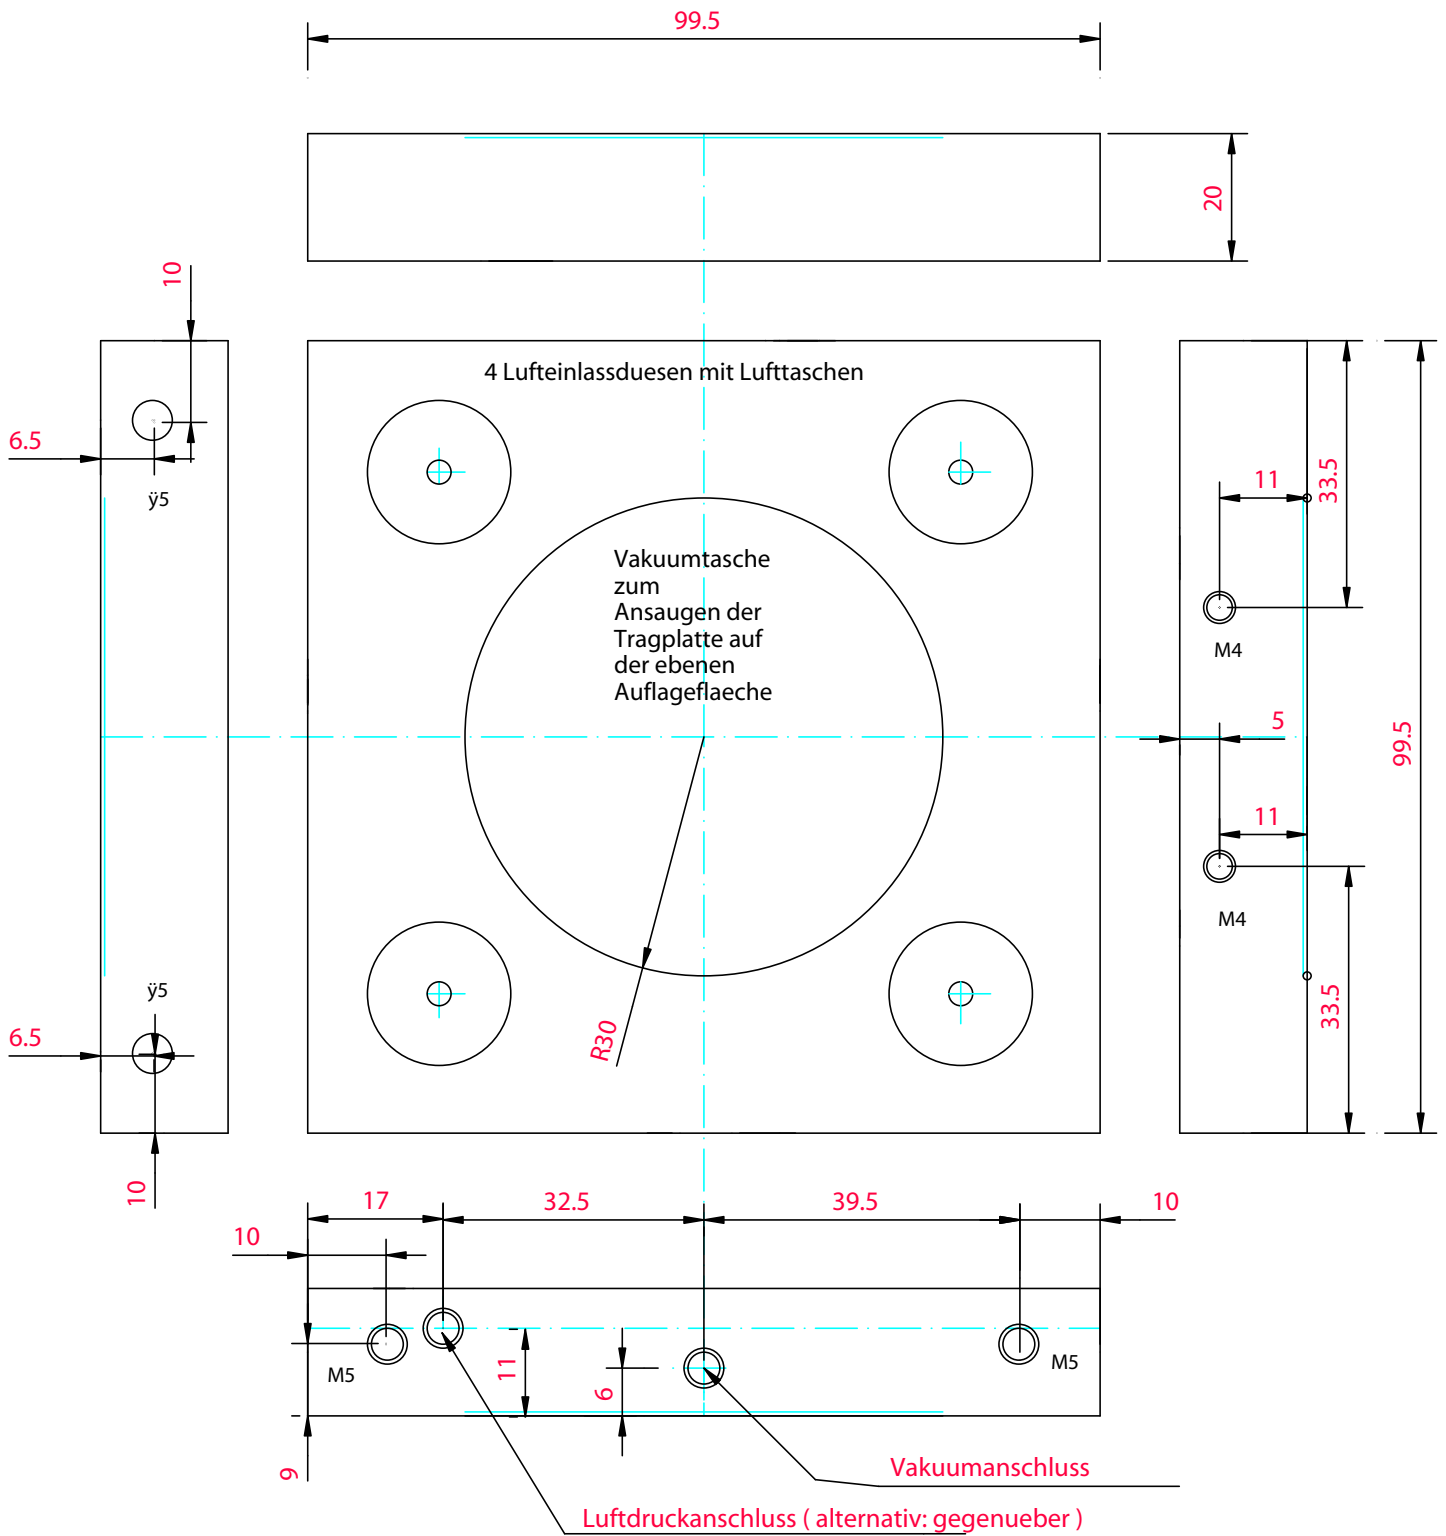 99.5
20
10
4 Lufteinlassduesen mit Lufttaschen
6.5
ÿ5
11
33.5
Vakuumtasche
zum
Ansaugen der
Tragplatte auf
der ebenen
Auflageflaeche
M4
5
99.5
11
M4
ÿ5
33.5
6.5
R30
10
17
32.5
39.5
10
10
M5
11
6
M5
9
Vakuumanschluss
Luftdruckanschluss ( alternativ: gegenueber )